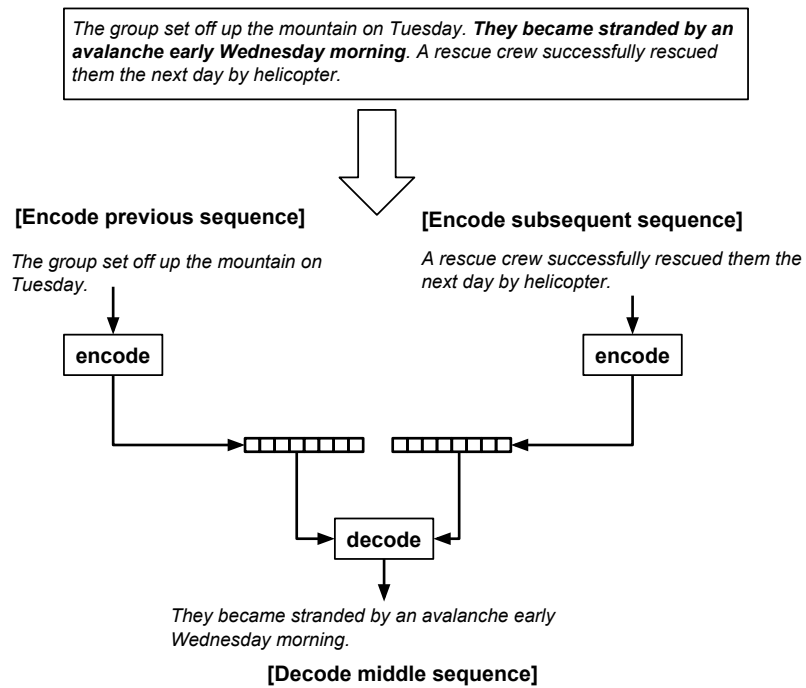 The group set off up the mountain on Tuesday. They became stranded by an
avalanche early Wednesday morning. A rescue crew successfully rescued
them the next day by helicopter.
[Encode previous sequence]
The group set off up the mountain on
Tuesday.
[Encode subsequent sequence]
A rescue crew successfully rescued them the
next day by helicopter.
encode
encode
decode
They became stranded by an avalanche early
Wednesday morning.
[Decode middle sequence]